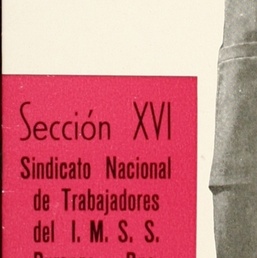 Sección XVI
Sindicato Nacional
de Trabajadores
del I. M. S. S.